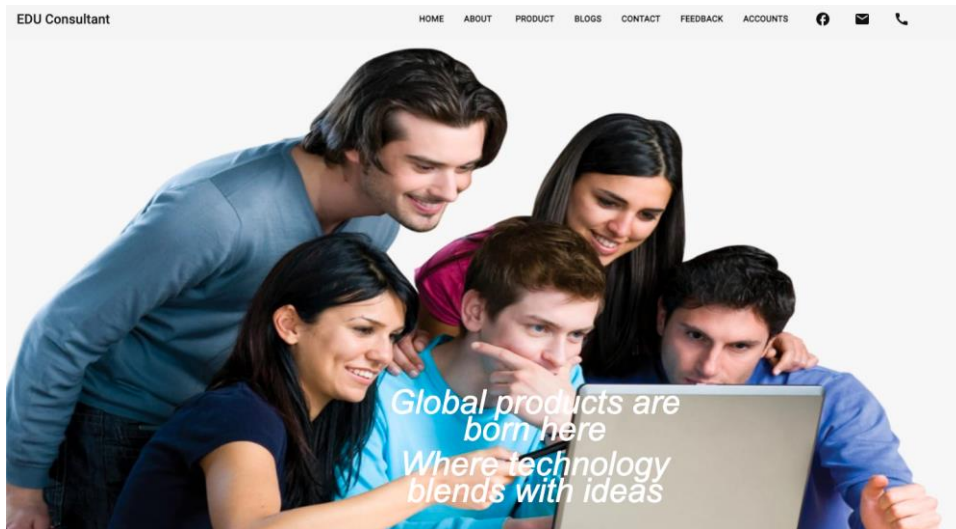 EDU Consultant
HOME ABOUT PRODUCT BLOGS CONTACT FEEDBACK ACCOUNTS
Global products are
born here
Where technology
blends with ideas